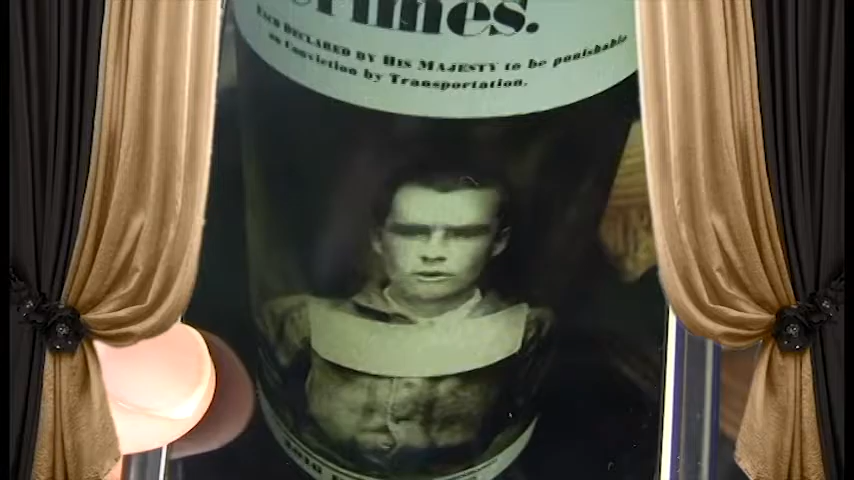 Crimes.
Each Declared by His Majesty to be punishable
on Conviction by Transportation.